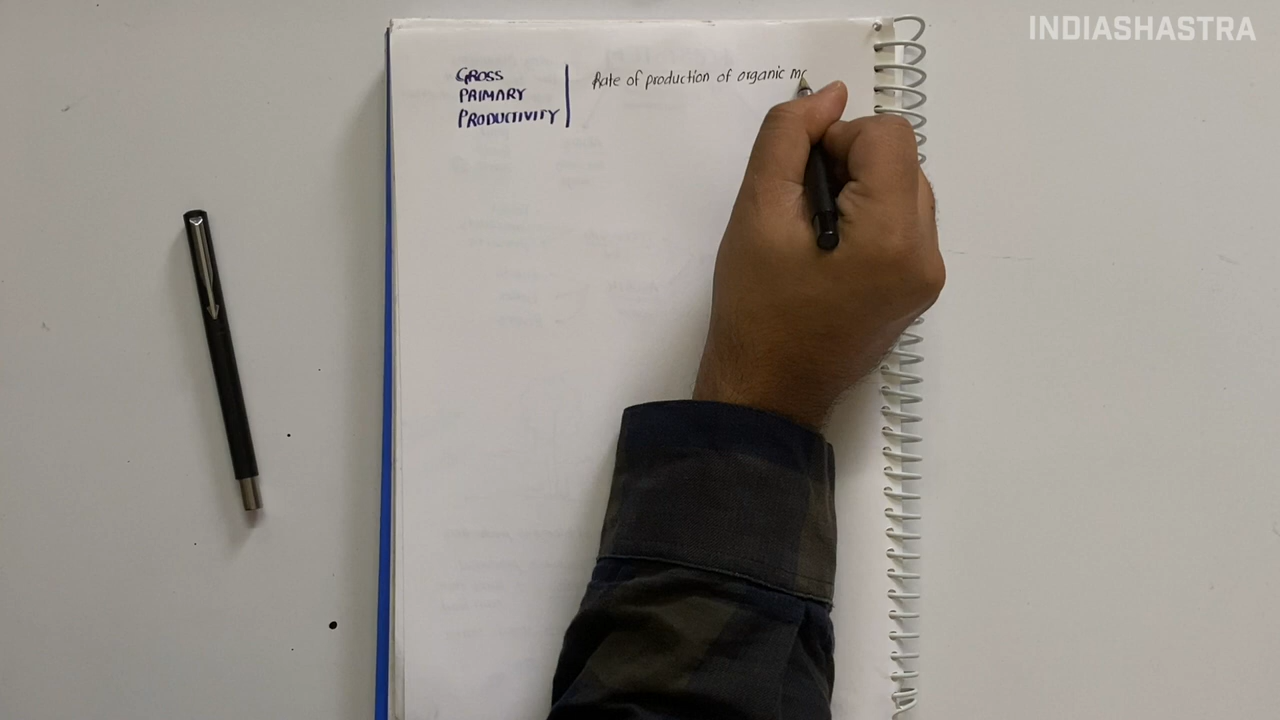 INDIASHASTRA
GROSS
PRIMARY
PRODUCTIVITY
Rate of production of organic